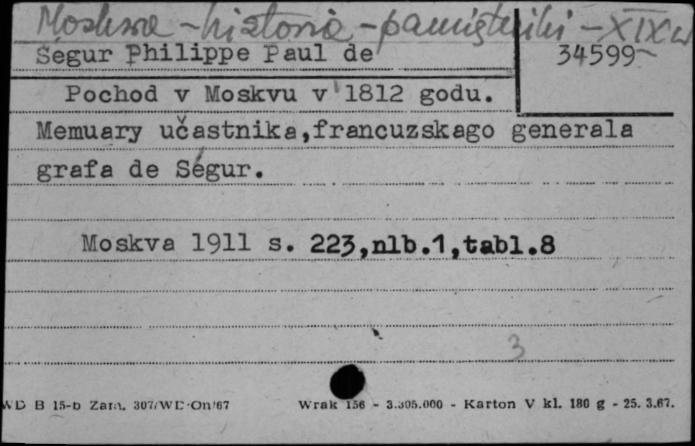 Moskwa - historia - pamiętniki - XIX w
Ségur Philippe Paul de 34599
Pochod v Moskvu v 1812 godu.
Memuary učastnika,francuzskago generala
grafa de Ségur.
Moskva 1911 s. 223,nlb.1,tabl.8
3
WD B 15-b Zam. 307/WD-On/67 Wrak 156 - 3.305.000 - Karton V kl. 180 g - 25. 3.67.